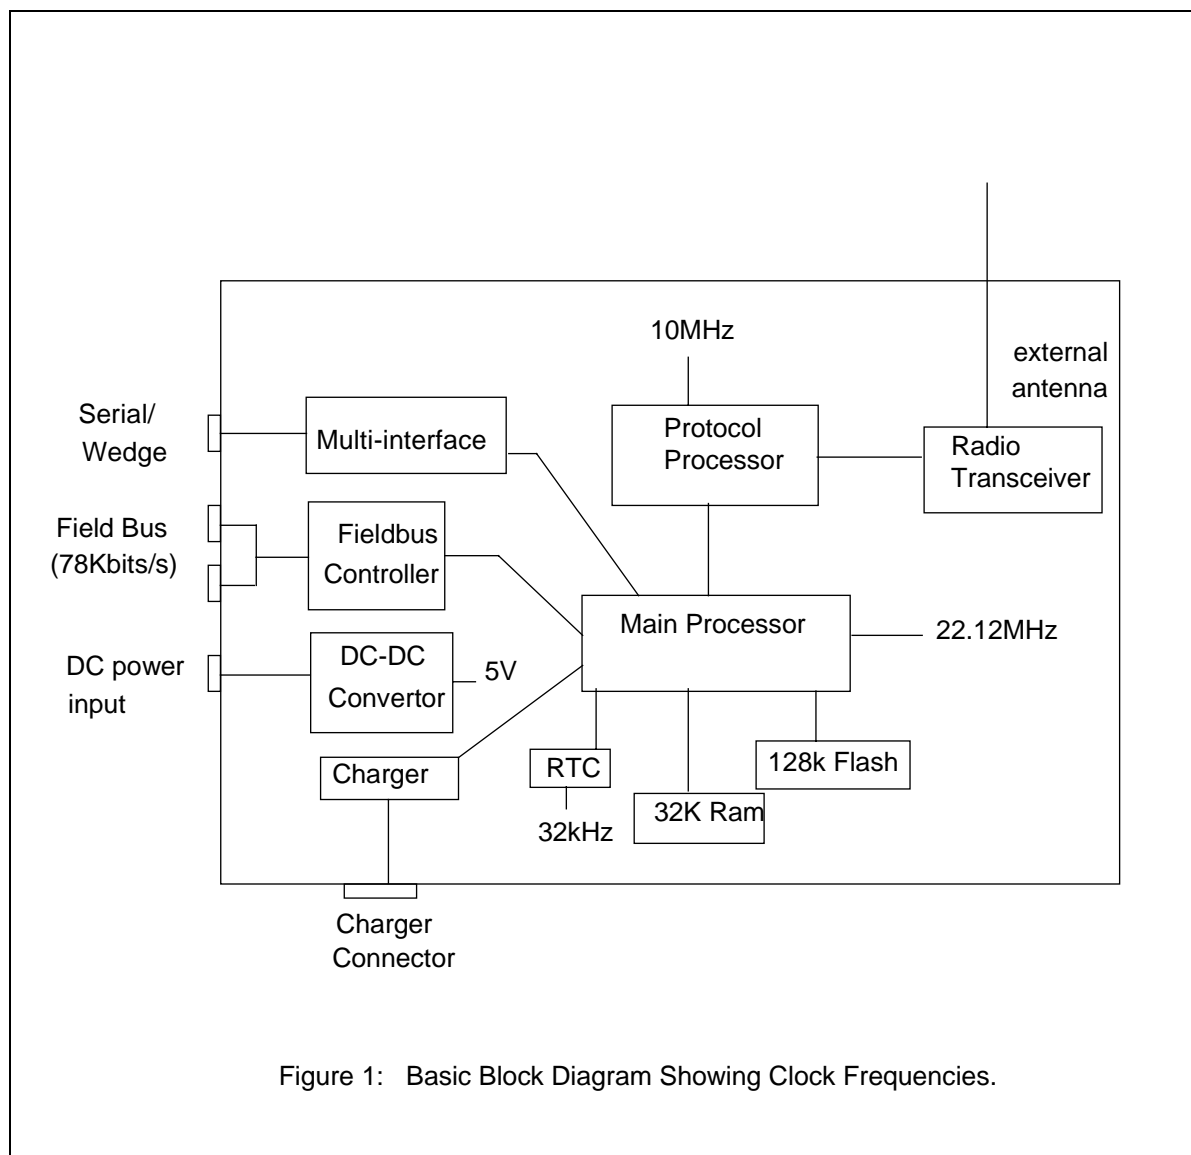 10MHz
external
antenna
Serial/
Wedge
Multi-interface
Protocol
Processor
Radio
Transceiver
Field Bus
(78Kbits/s)
Fieldbus
Controller
Main Processor
22.12MHz
DC power
input
DC-DC
Convertor
5V
Charger
RTC
32kHz
32K Ram
128k Flash
Charger
Connector
Figure 1: Basic Block Diagram Showing Clock Frequencies.